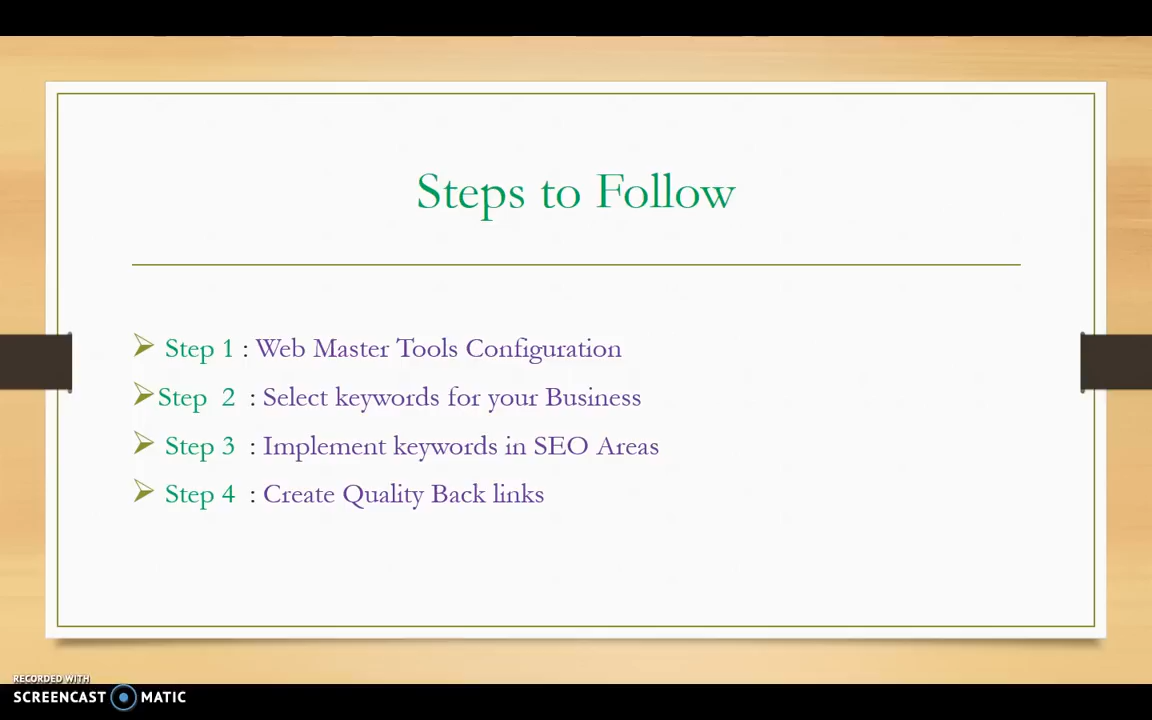 Steps to Follow
Step 1 : Web Master Tools Configuration
Step 2 : Select keywords for your Business
Step 3 : Implement keywords in SEO Areas
Step 4 : Create Quality Back links
RECORDED WITH
SCREENCAST MATIC